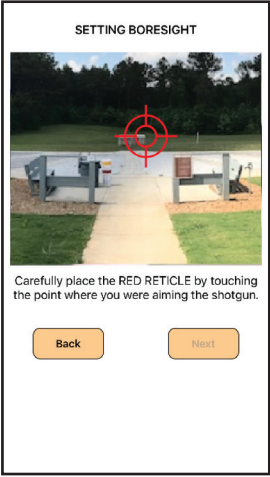 SETTING BORESIGHT
Carefully place the RED RETICLE by touching
the point where you were aiming the shotgun.
Back
Next